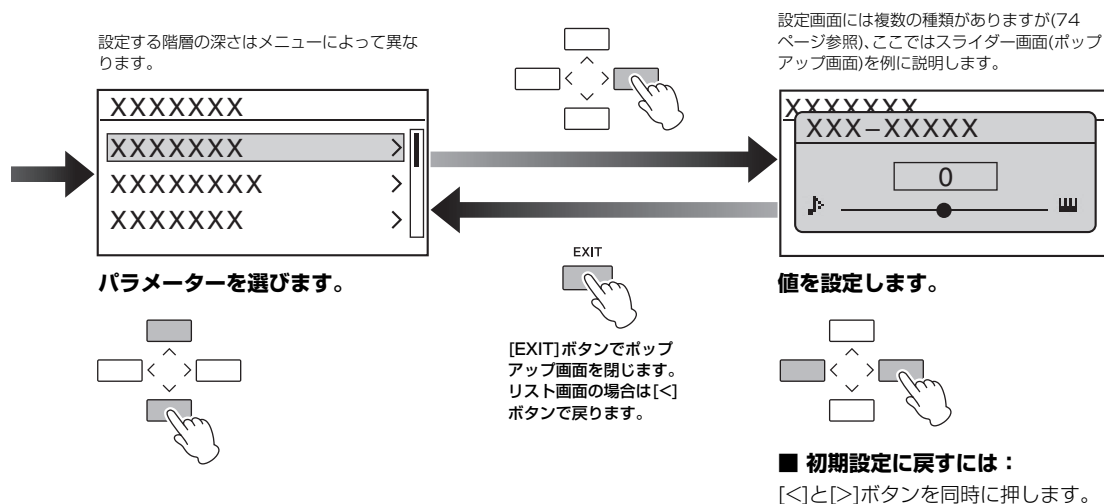 設定する階層の深さはメニューによって異な
ります。
XXXXXXX
XXXXXXX >
XXXXXXXX >
XXXXXXX >
パラメーターを選びます。
< >
< >
EXIT
[EXIT]ボタンでポップ
アップ画面を閉じます。
リスト画面の場合は[<]
ボタンで戻ります。
設定画面には複数の種類がありますが(74
ページ参照)、ここではスライダー画面(ポップ
アップ画面)を例に説明します。
XXXXXXX
XXX–XXXXX
0
値を設定します。
< >
■ 初期設定に戻すには：
[<]と[>]ボタンを同時に押します。